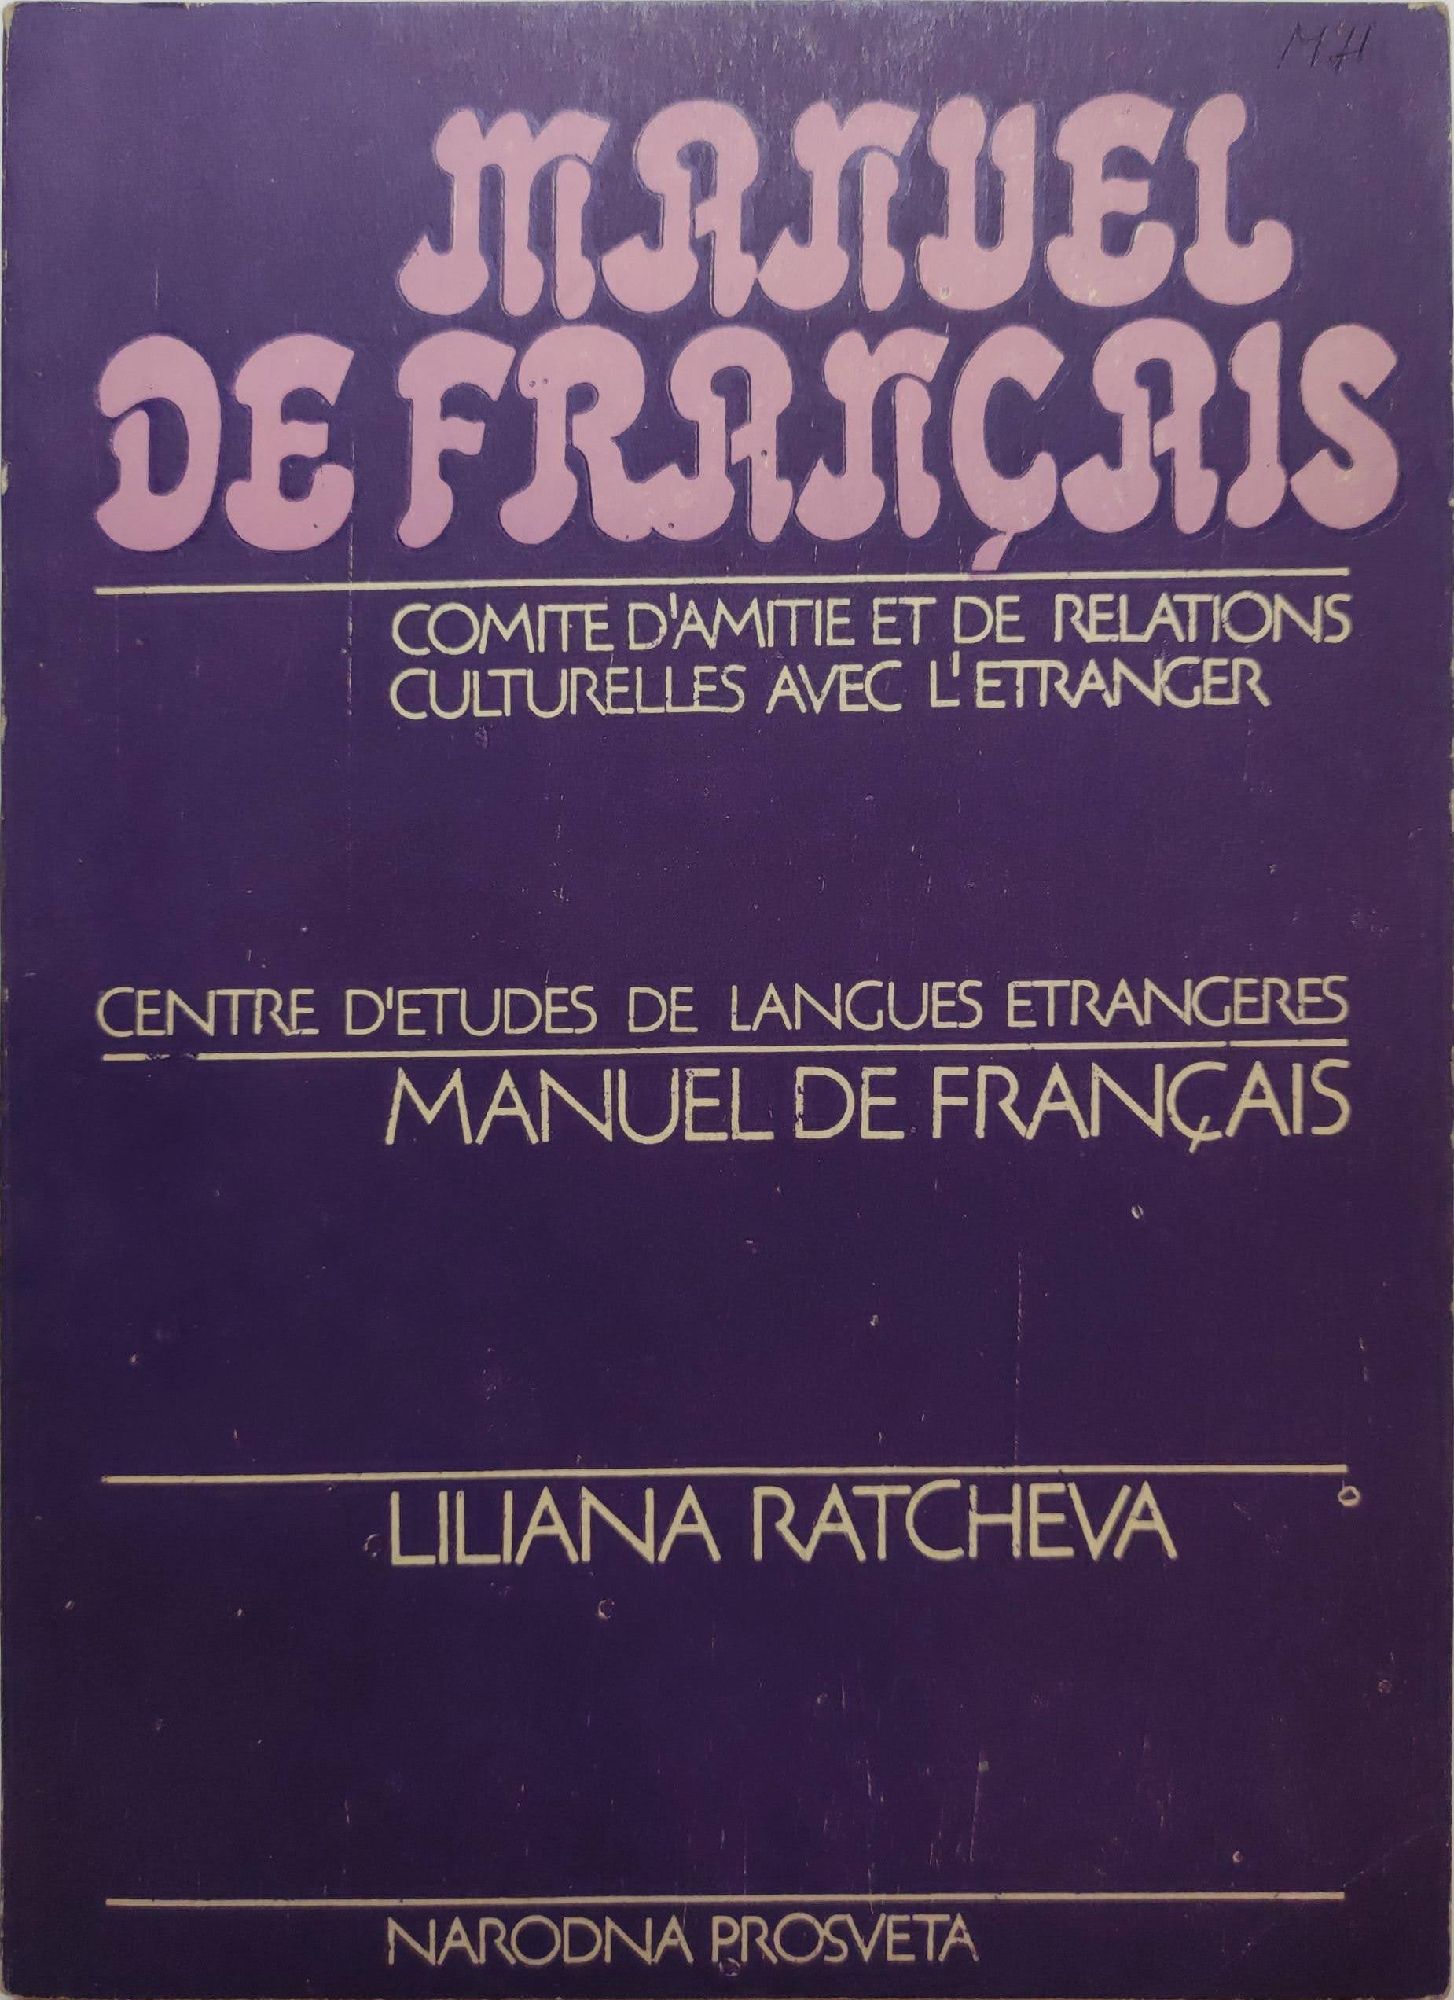 MH
MANUEL
DE FRANÇAIS
COMITE D'AMITIE ET DE RELATIONS
CULTURELLES AVEC L'ETRANGER
CENTRE D'ETUDES DE LANGUES ETRANGERES
MANUEL DE FRANÇAIS
LILIANA RATCHEVA
NARODNA PROSVETA